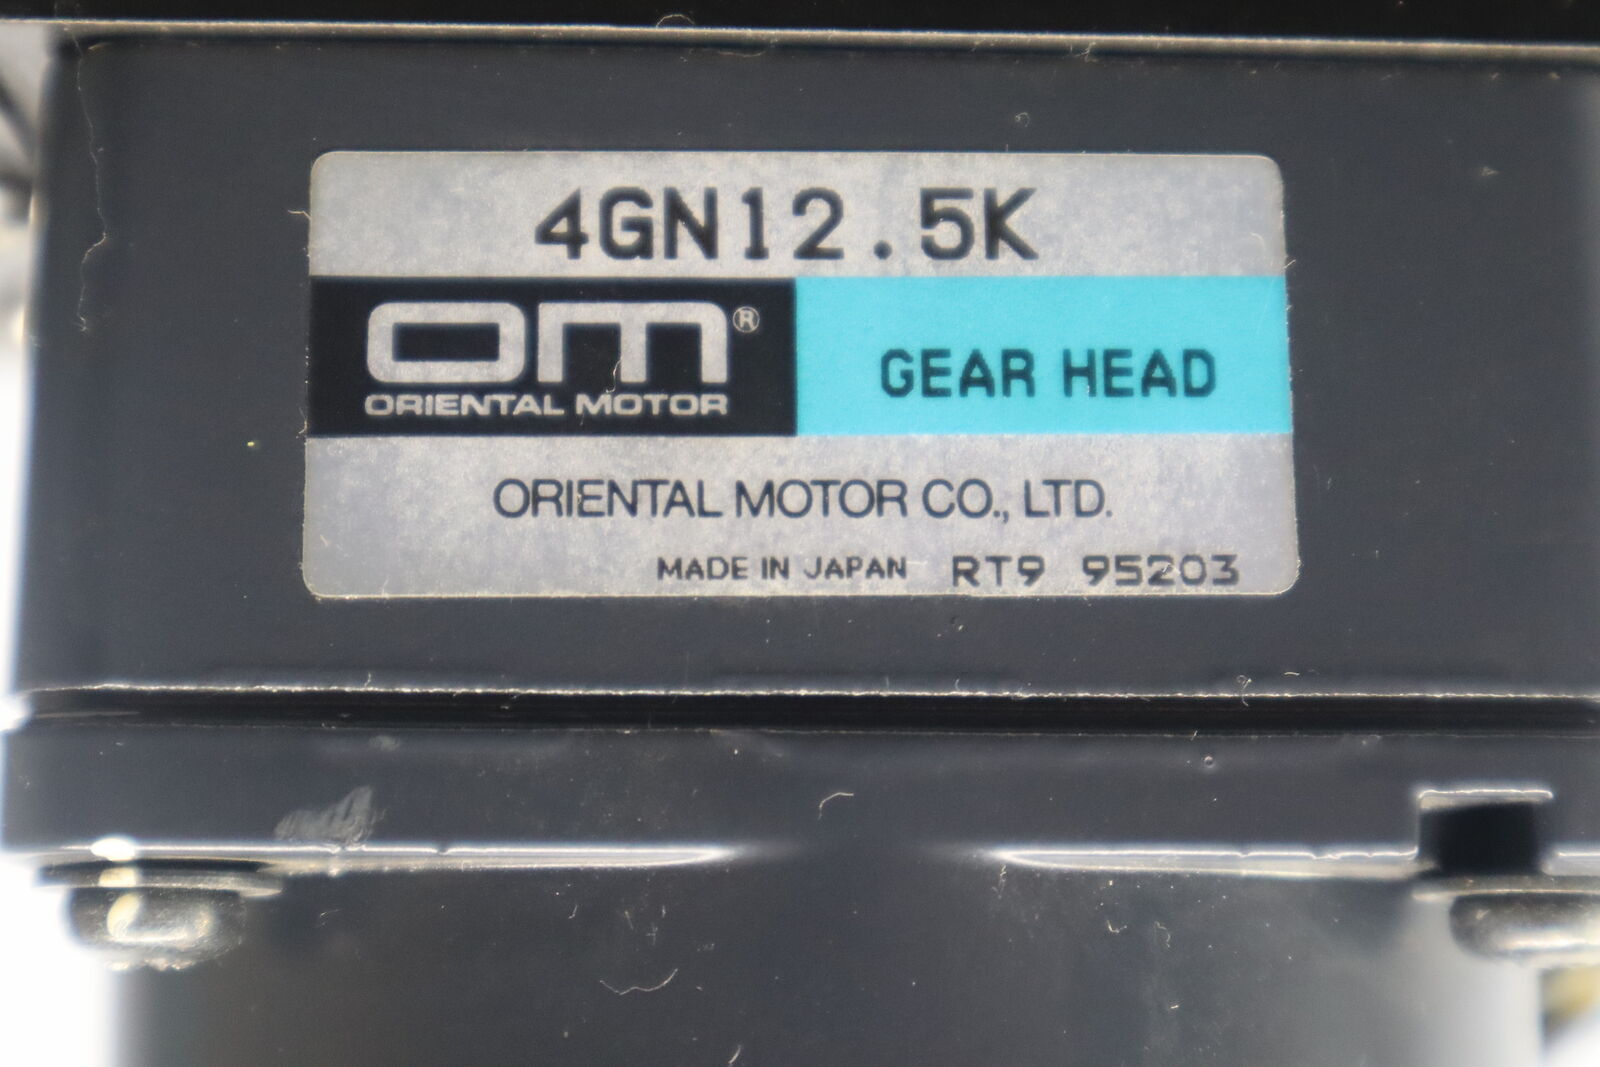 4GN12.5K
om®
ORIENTAL MOTOR
GEAR HEAD
ORIENTAL MOTOR CO., LTD.
MADE IN JAPAN RT9 95203